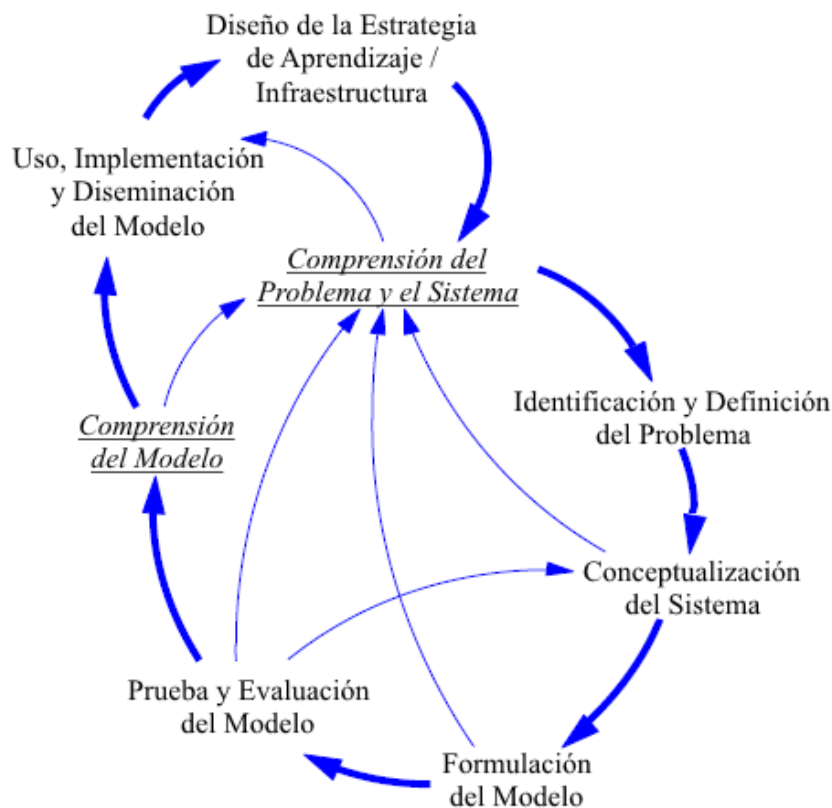 Diseño de la Estrategia
de Aprendizaje /
Infraestructura
Uso, Implementación
y Diseminación
del Modelo
Comprensión del
Problema y el Sistema
Identificación y Definición
del Problema
Comprensión
del Modelo
Conceptualización
del Sistema
Prueba y Evaluación
del Modelo
Formulación
del Modelo